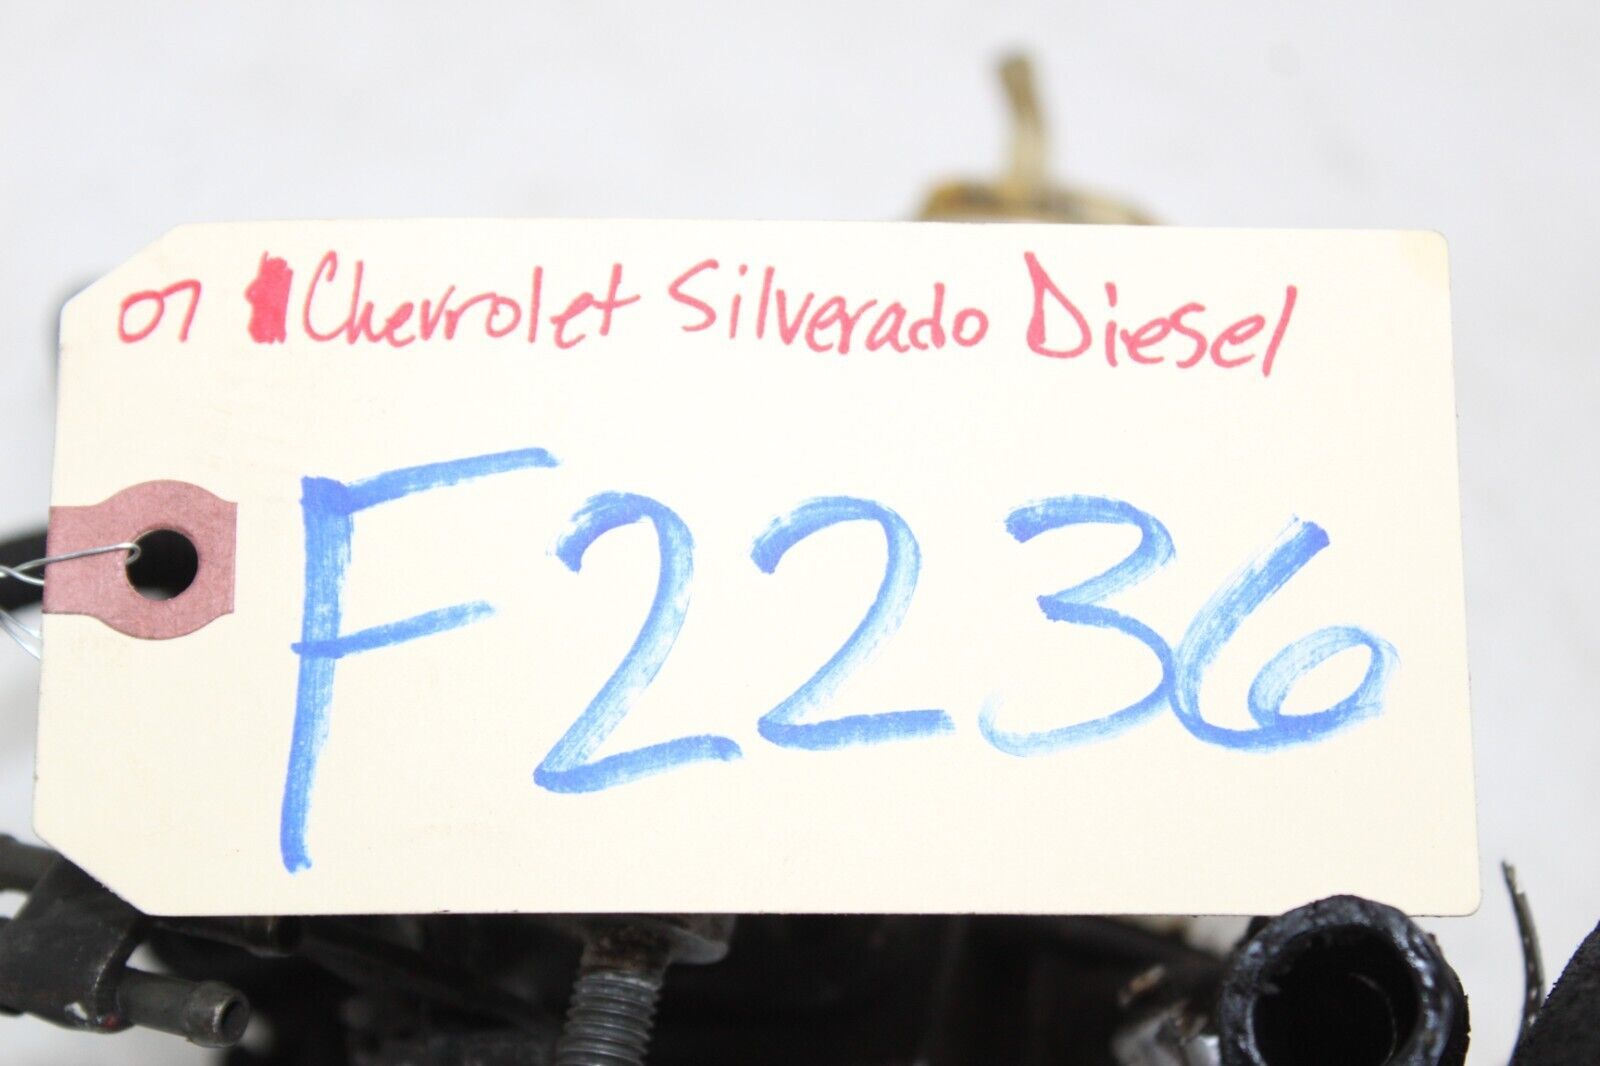 07 Chevrolet Silverado Diesel
F2236